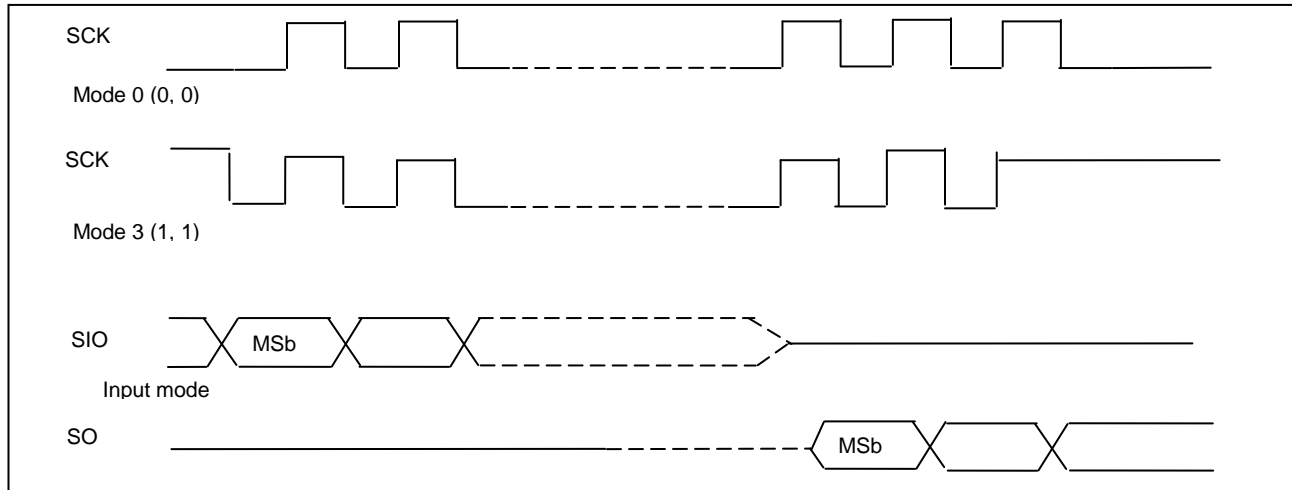 SCK
Mode 0 (0, 0)
SCK
Mode 3 (1, 1)
SIO
MSb
Input mode
SO
MSb